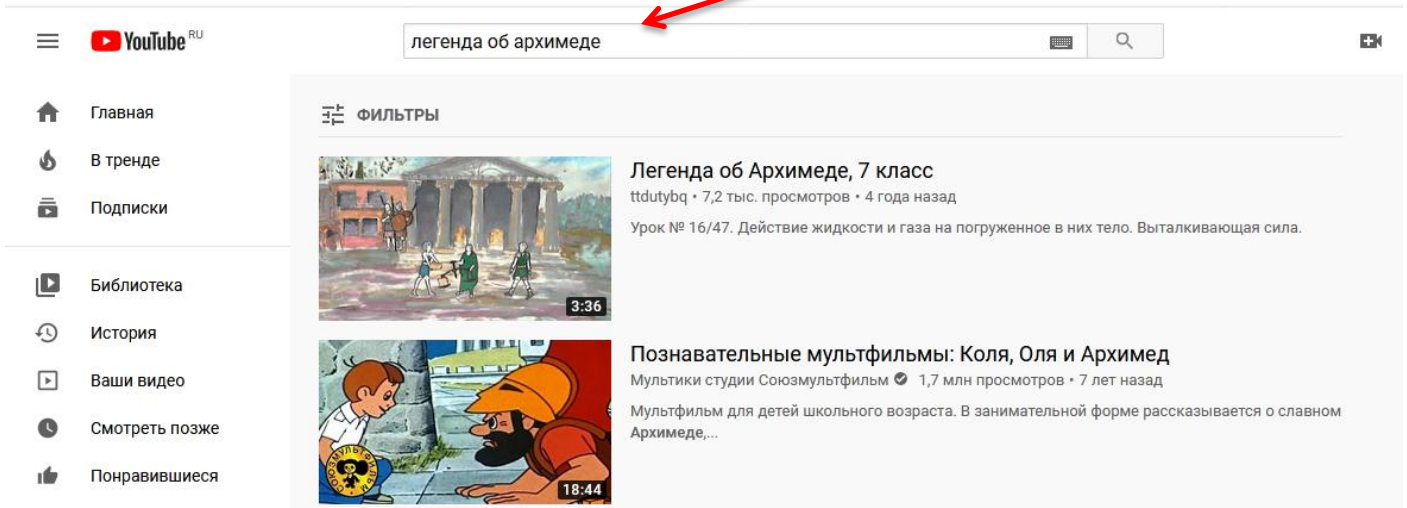 YouTube RU
легенда об архимеде
Главная
В тренде
Подписки
Библиотека
История
Ваши видео
Смотреть позже
Понравившиеся
ФИЛЬТРЫ
3:36
Легенда об Архимеде, 7 класс
ttdutybq • 7,2 тыс. просмотров • 4 года назад
Урок № 16/47. Действие жидкости и газа на погруженное в них тело. Выталкивающая сила.
СОЮЗМУЛЬТФИЛЬМ
18:44
Познавательные мультфильмы: Коля, Оля и Архимед
Мультики студии Союзмультфильм 1,7 млн просмотров • 7 лет назад
Мультфильм для детей школьного возраста. В занимательной форме рассказывается о славном
Архимеде,...